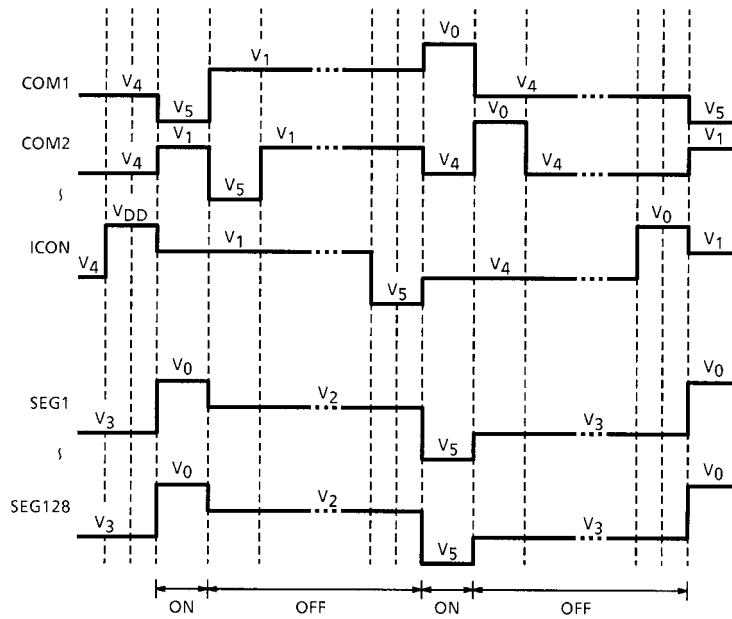 V0
V1
COM1 V4 V4
V5 V0 V5
COM2 V1 V1 V1
V4 V4 V4
V5
VDD V0
ICON V1 V1
V4 V4
V5
V0 V0
SEG1 V2
V3 V3
V5
V0 V0
SEG128 V2
V3 V3
V5
ON OFF ON OFF